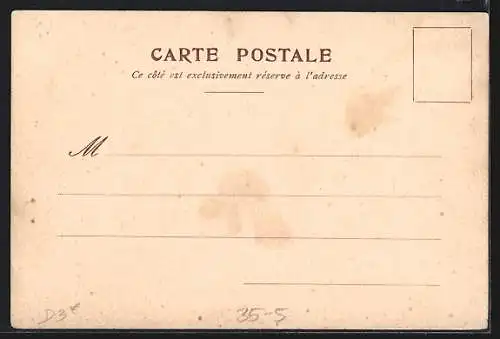 CARTE POSTALE
Ce côté est exclusivement réservé à l'adresse
M
D3€
35-5